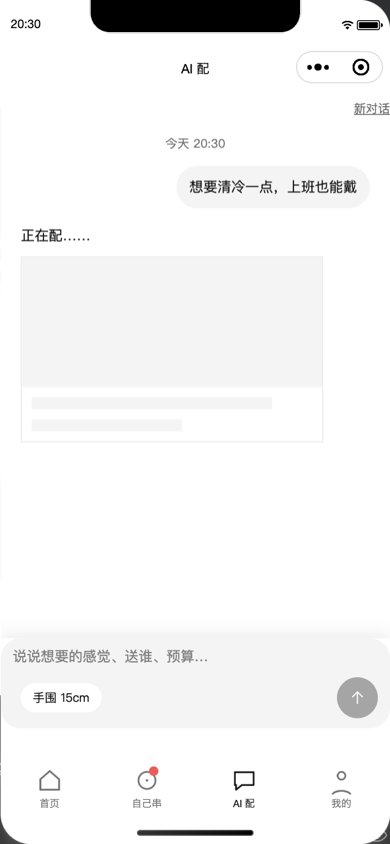 20:30
AI 配
新对话
今天 20:30
想要清冷一点，上班也能戴
正在配……
说说想要的感觉、送谁、预算…
手围 15cm
首页
自己串
AI 配
我的